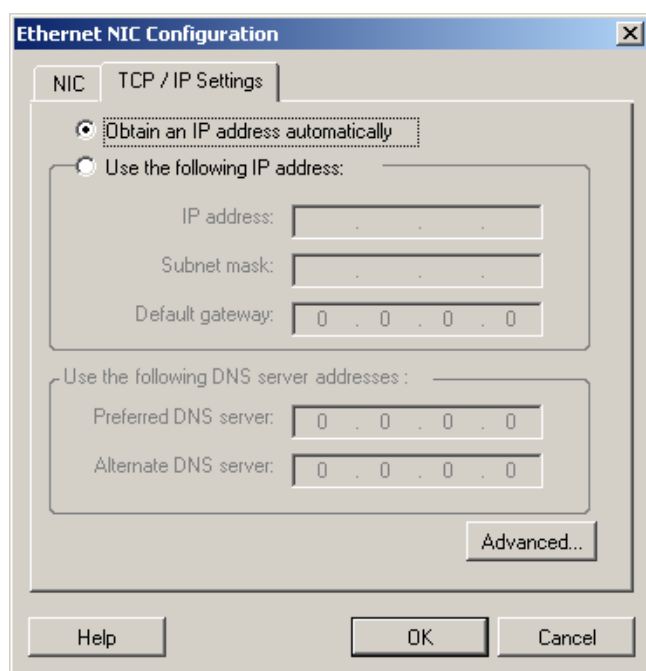 Ethernet NIC Configuration
NIC TCP / IP Settings
Obtain an IP address automatically
Use the following IP address:
IP address: . . .
Subnet mask: . . .
Default gateway: 0 . 0 . 0 . 0
Use the following DNS server addresses :
Preferred DNS server: 0 . 0 . 0 . 0
Alternate DNS server: 0 . 0 . 0 . 0
Advanced...
Help OK Cancel